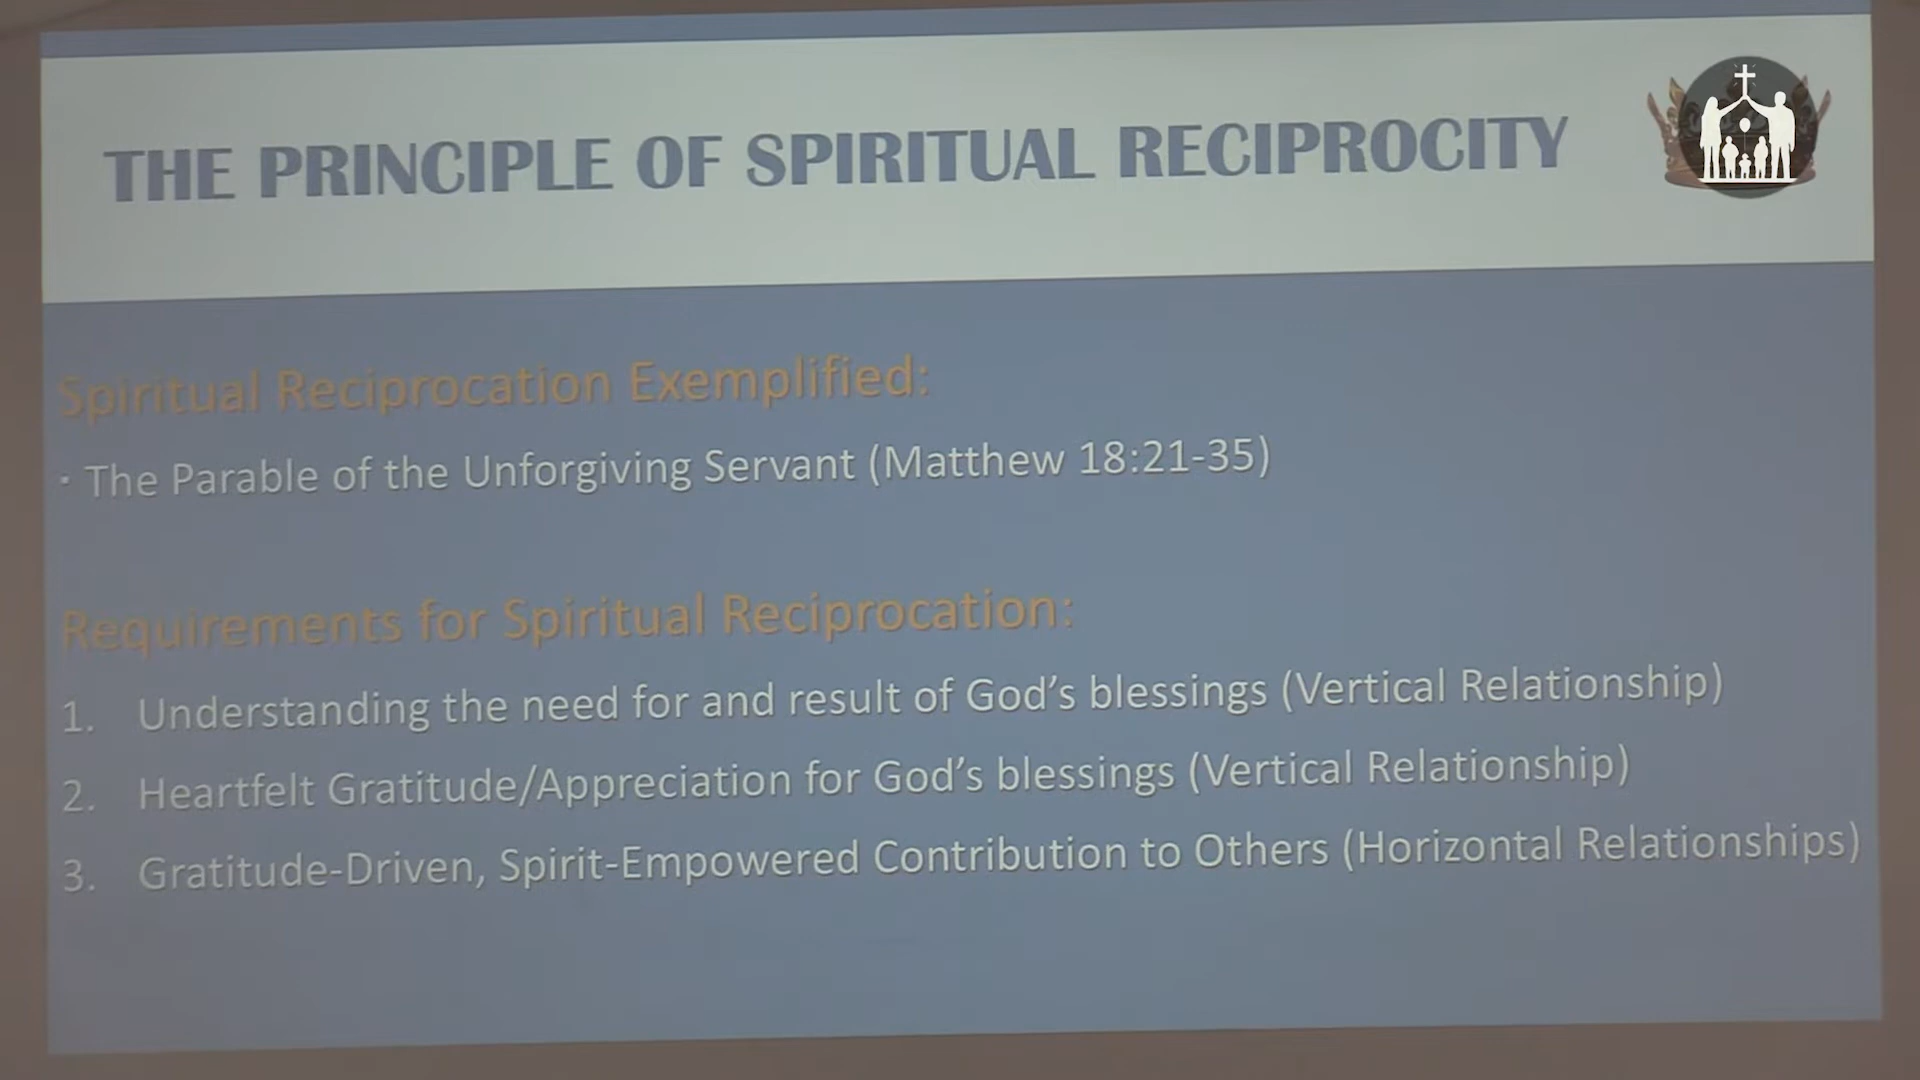 THE PRINCIPLE OF SPIRITUAL RECIPROCITY
Spiritual Reciprocation Exemplified:
· The Parable of the Unforgiving Servant (Matthew 18:21-35)
Requirements for Spiritual Reciprocation:
1. Understanding the need for and result of God’s blessings (Vertical Relationship)
2. Heartfelt Gratitude/Appreciation for God’s blessings (Vertical Relationship)
3. Gratitude-Driven, Spirit-Empowered Contribution to Others (Horizontal Relationships)